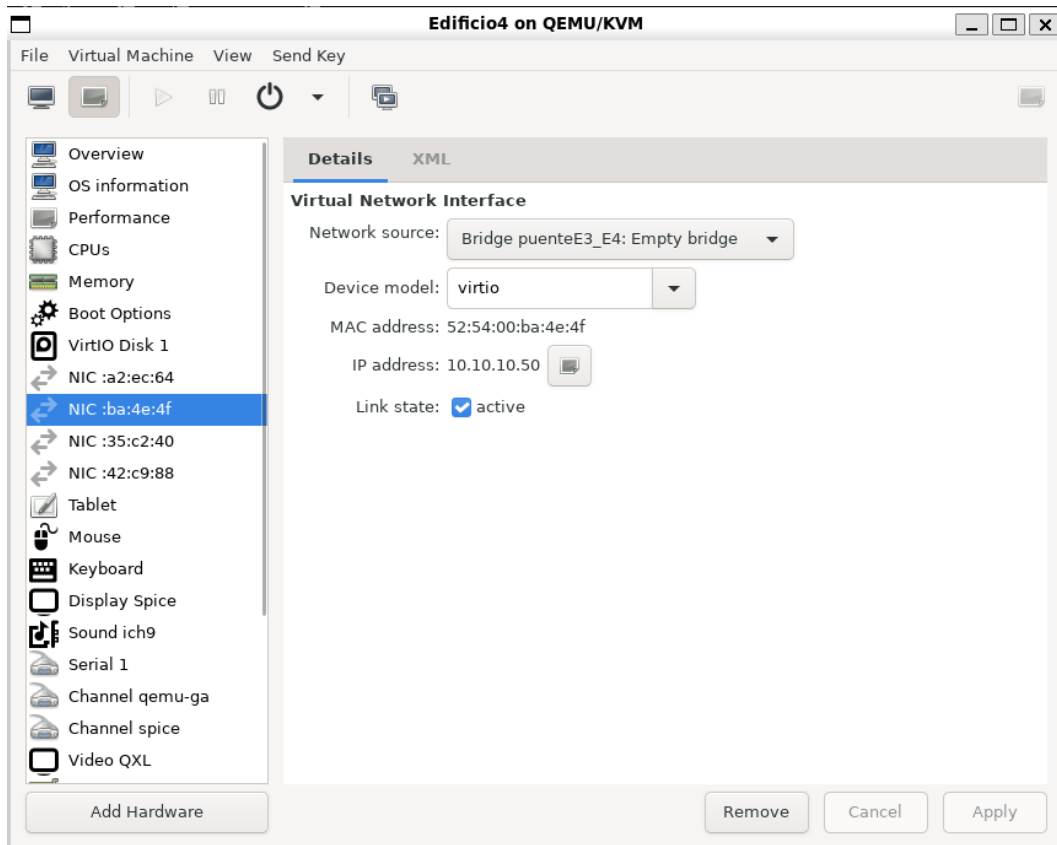 Edificio4 on QEMU/KVM
File Virtual Machine View Send Key
Overview
OS information
Performance
CPUs
Memory
Boot Options
VirtIO Disk 1
NIC :a2:ec:64
NIC :ba:4e:4f
NIC :35:c2:40
NIC :42:c9:88
Tablet
Mouse
Keyboard
Display Spice
Sound ich9
Serial 1
Channel qemu-ga
Channel spice
Video QXL
Add Hardware
Details XML
Virtual Network Interface
Network source: Bridge puenteE3_E4: Empty bridge
Device model: virtio
MAC address: 52:54:00:ba:4e:4f
IP address: 10.10.10.50
Link state: active
Remove Cancel Apply